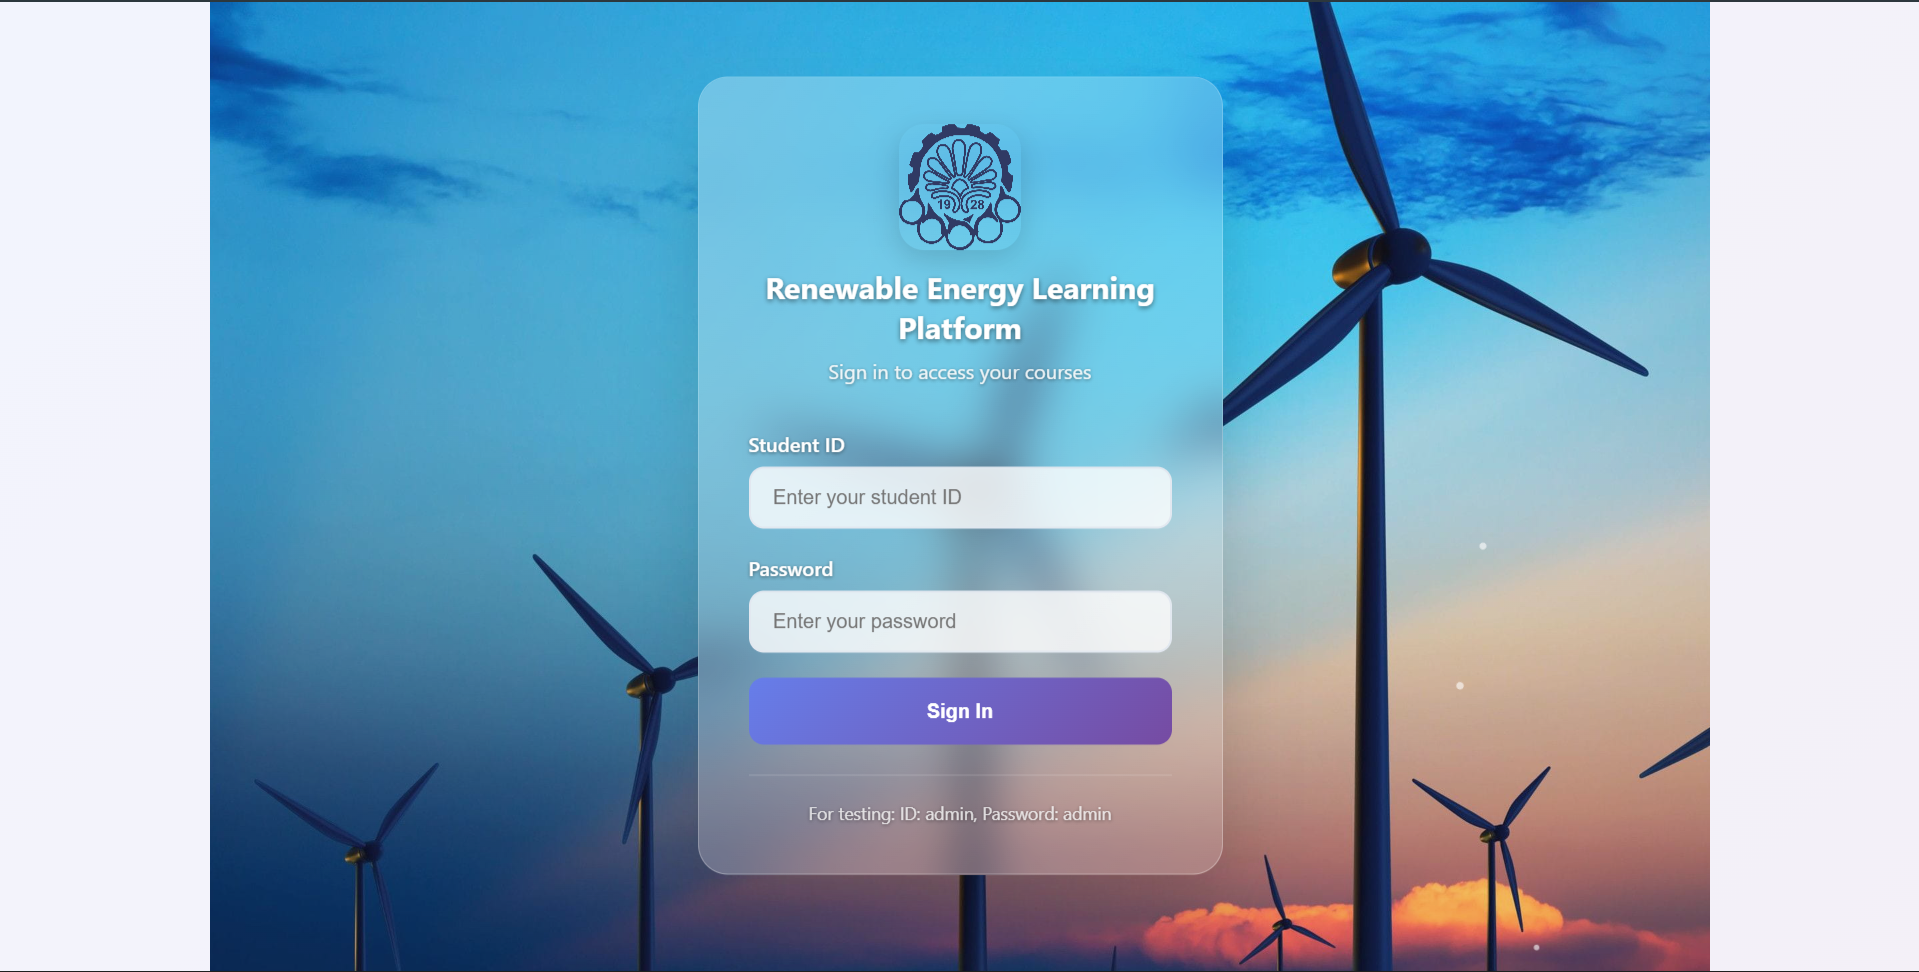 19 28
Renewable Energy Learning
Platform
Sign in to access your courses
Student ID
Enter your student ID
Password
Enter your password
Sign In
For testing: ID: admin, Password: admin